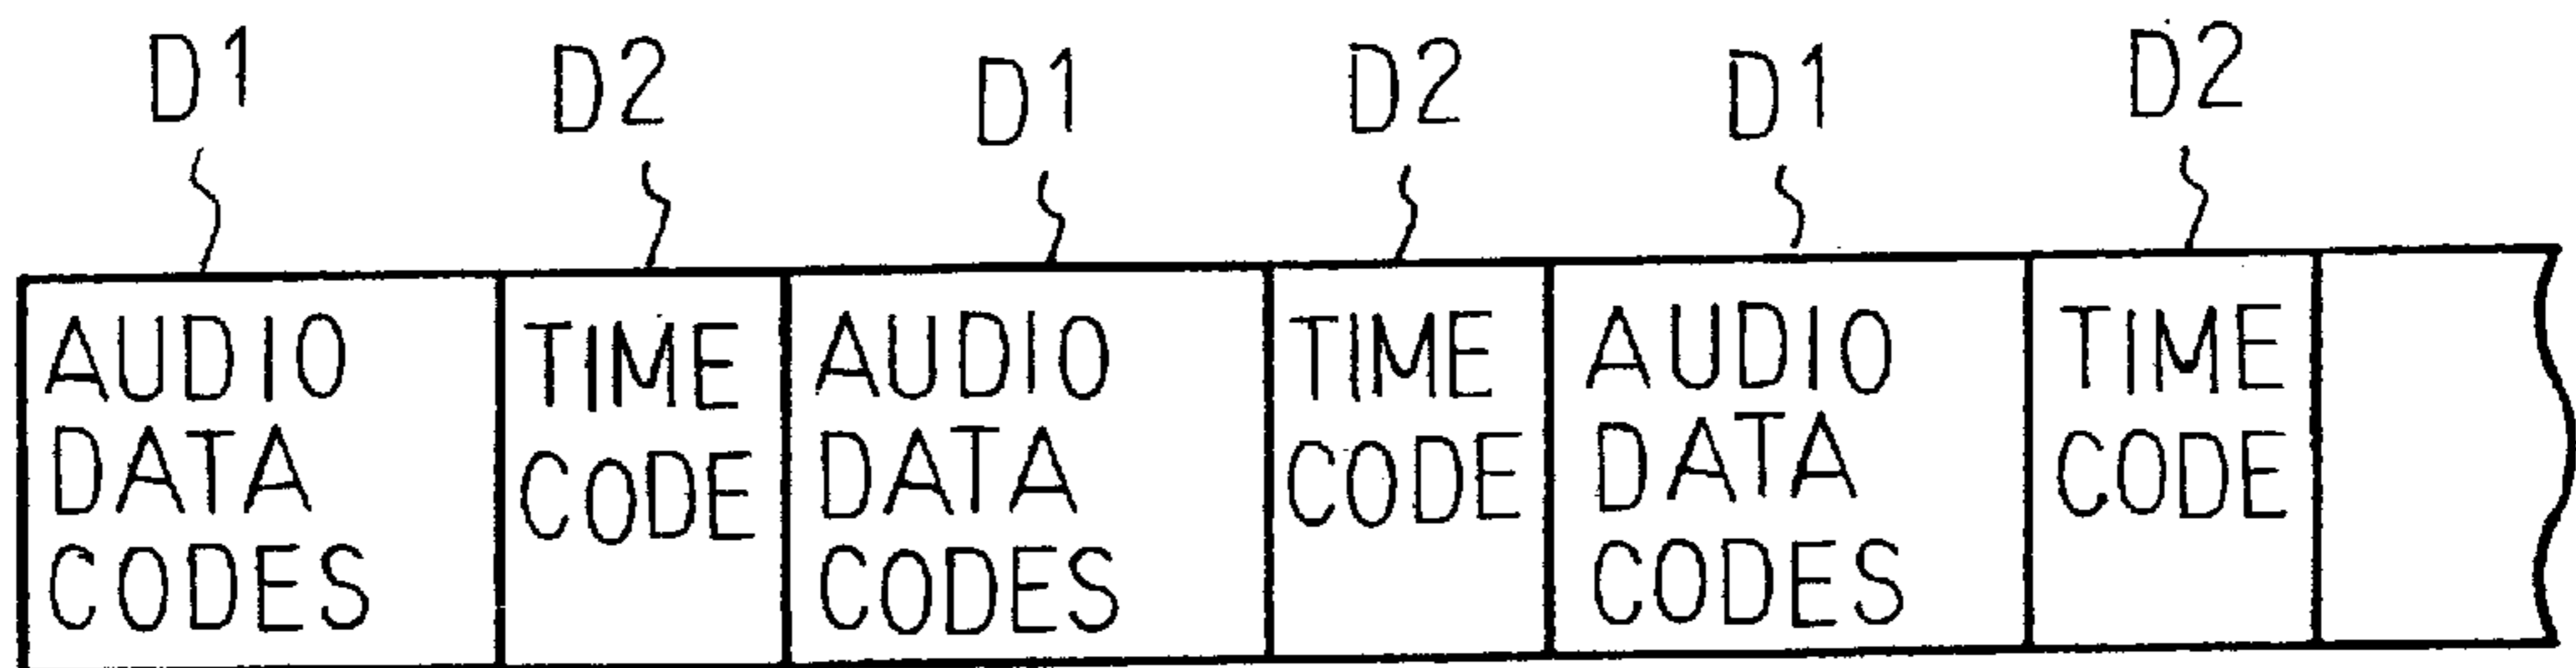 D1 D2 D1 D2 D1 D2
AUDIO
DATA
CODES
TIME
CODE
AUDIO
DATA
CODES
TIME
CODE
AUDIO
DATA
CODES
TIME
CODE